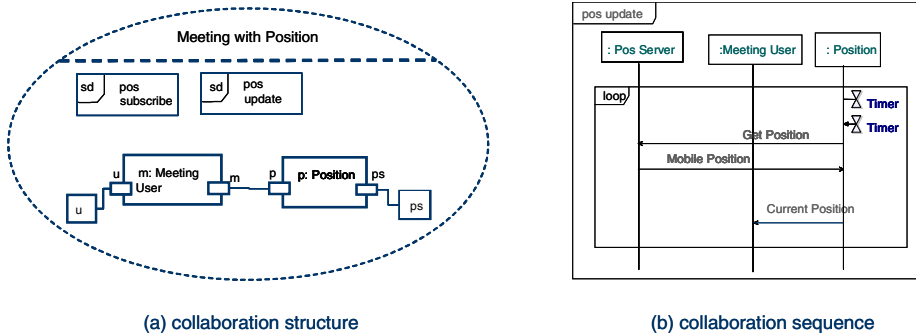 Meeting with Position
sd pos
subscribe
sd pos
update
u m: Meeting
User m p p: Position ps
u
ps
(a) collaboration structure
pos update
: Pos Server :Meeting User : Position
loop
Timer
Timer
Get Position
Mobile Position
Current Position
(b) collaboration sequence